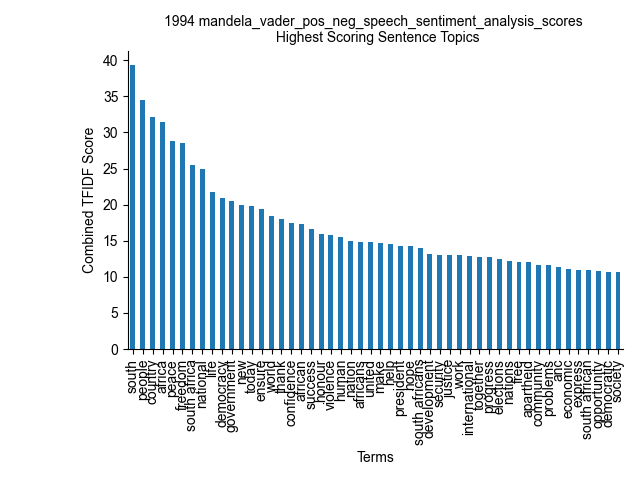 1994 mandela_vader_pos_neg_speech_sentiment_analysis_scores
Highest Scoring Sentence Topics
Combined TFIDF Score
40
35
30
25
20
15
10
5
0
south
people
country
africa
peace
freedom
south africa
national
life
democracy
government
new
today
ensure
world
thank
confidence
african
success
honour
violence
human
nation
africans
united
make
help
president
hope
south africans
development
security
justice
work
international
together
progress
elections
nations
free
apartheid
community
problems
anc
economic
express
south african
opportunity
democratic
society
Terms